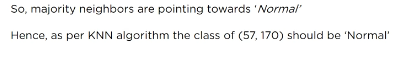 So, majority neighbors are pointing towards 'Normal'
Hence, as per KNN algorithm the class of (57, 170) should be 'Normal'